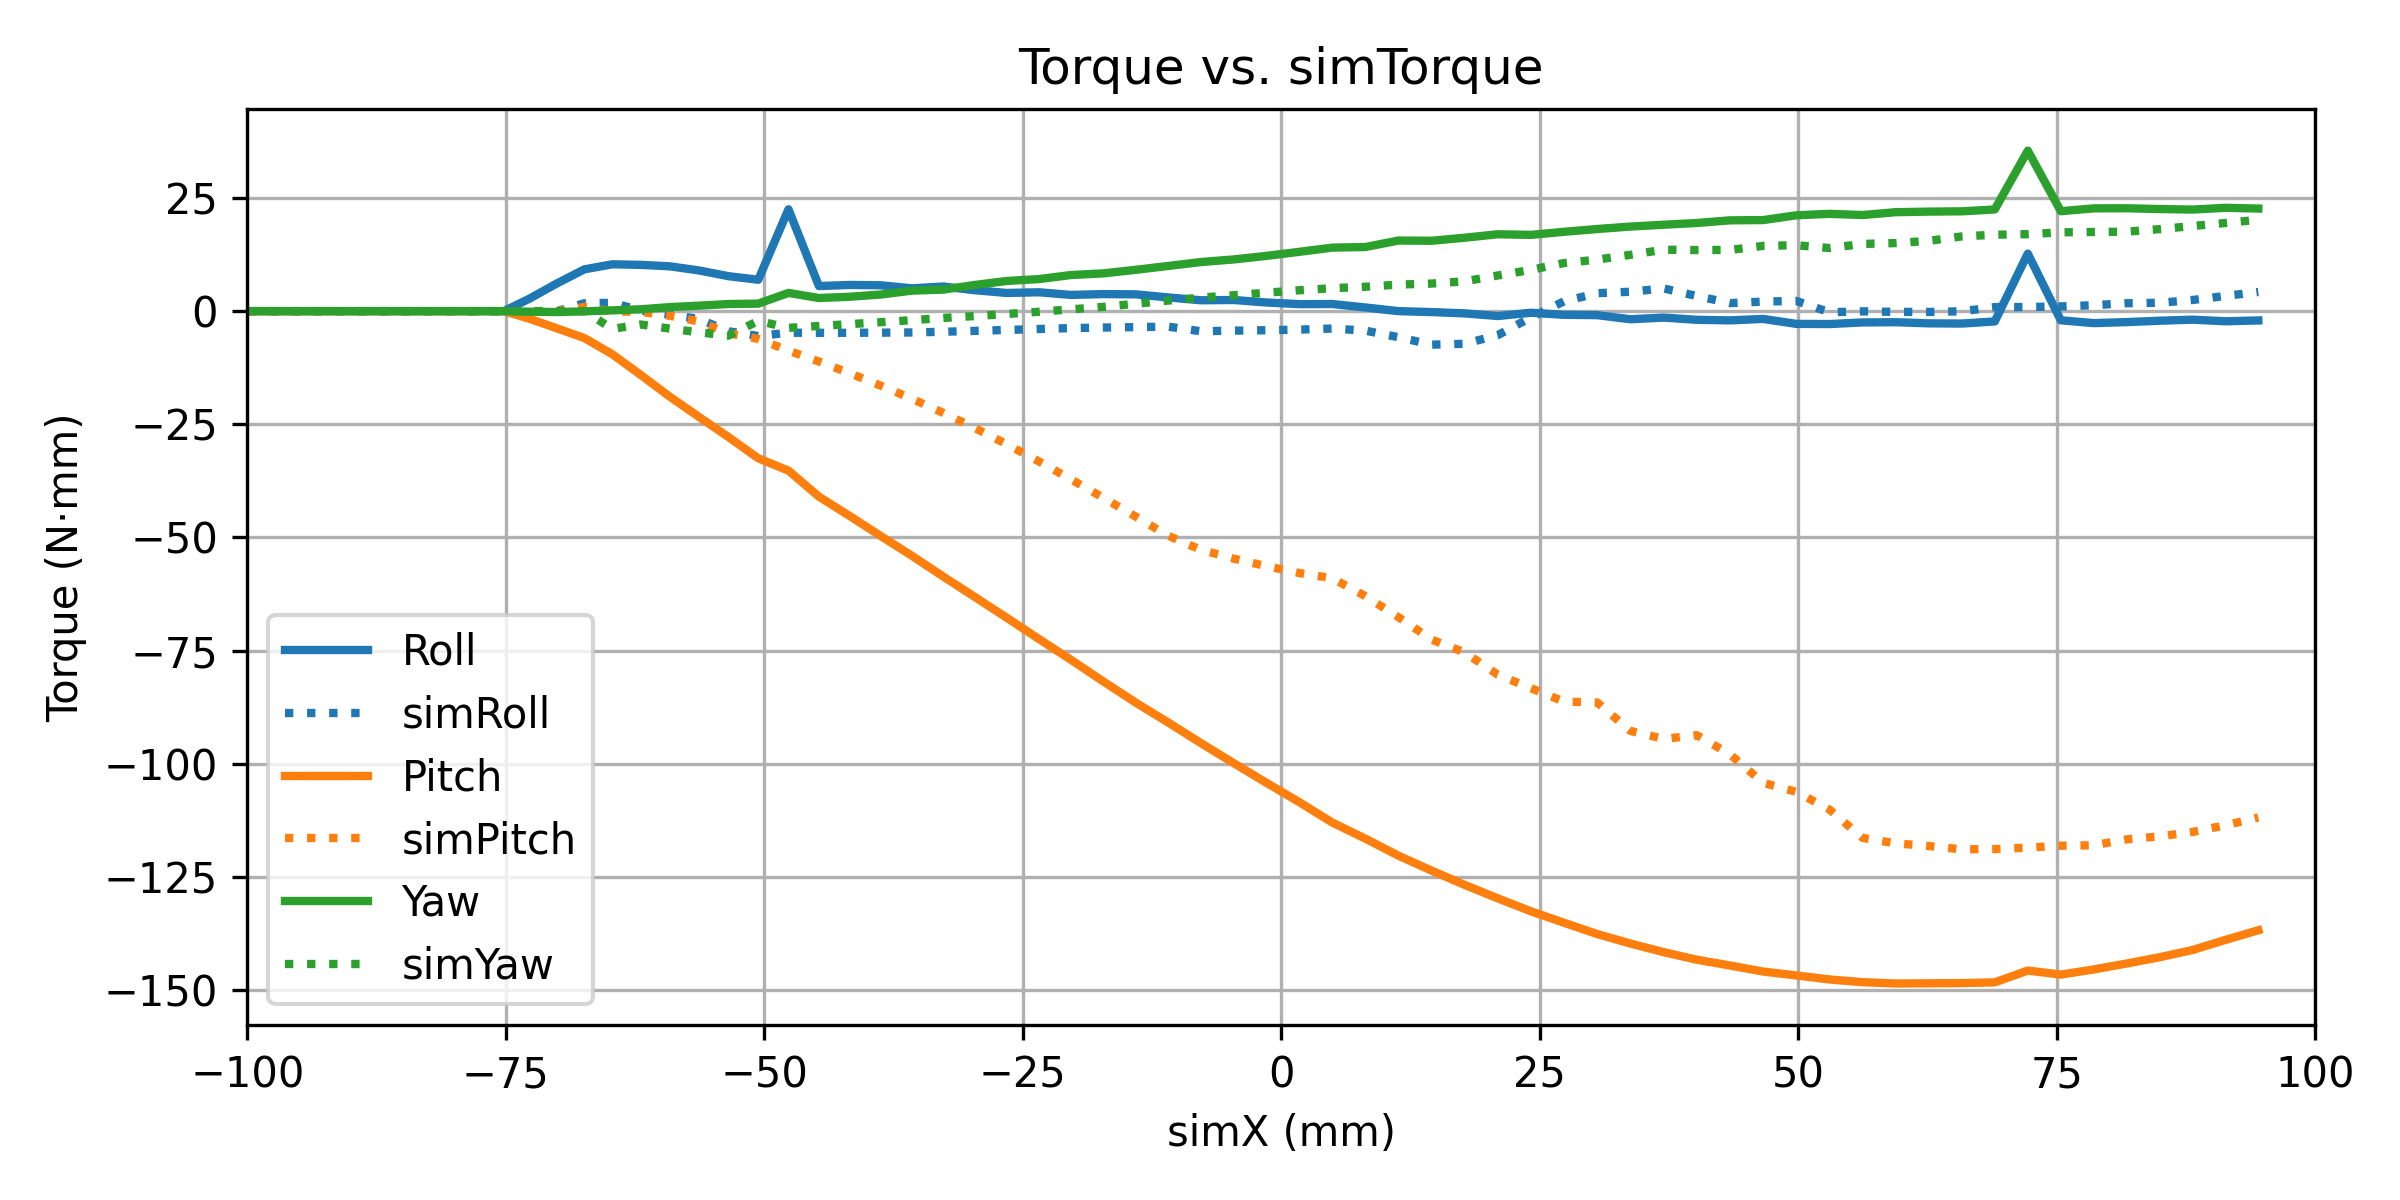 Torque vs. simTorque
25
0
−25
−50
−75
−100
−125
−150
Torque (N·mm)
Roll
simRoll
Pitch
simPitch
Yaw
simYaw
−100 −75 −50 −25 0 25 50 75 100
simX (mm)